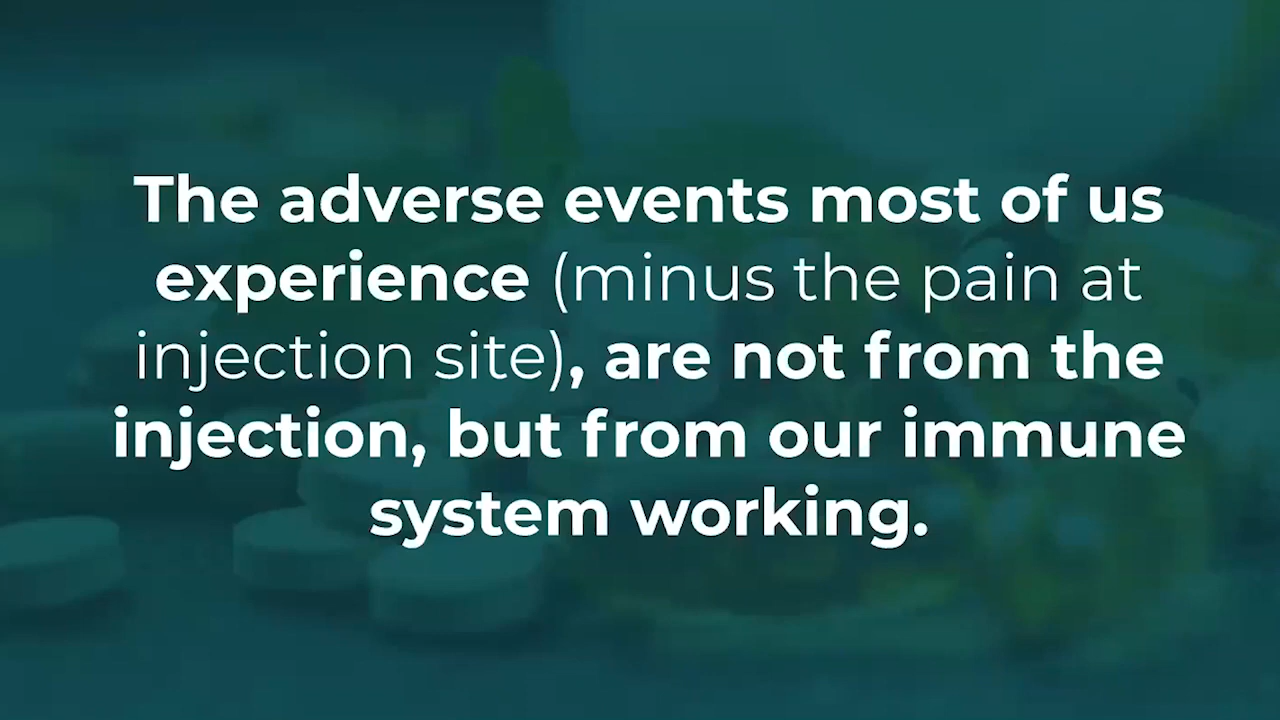 The adverse events most of us
experience (minus the pain at
injection site), are not from the
injection, but from our immune
system working.